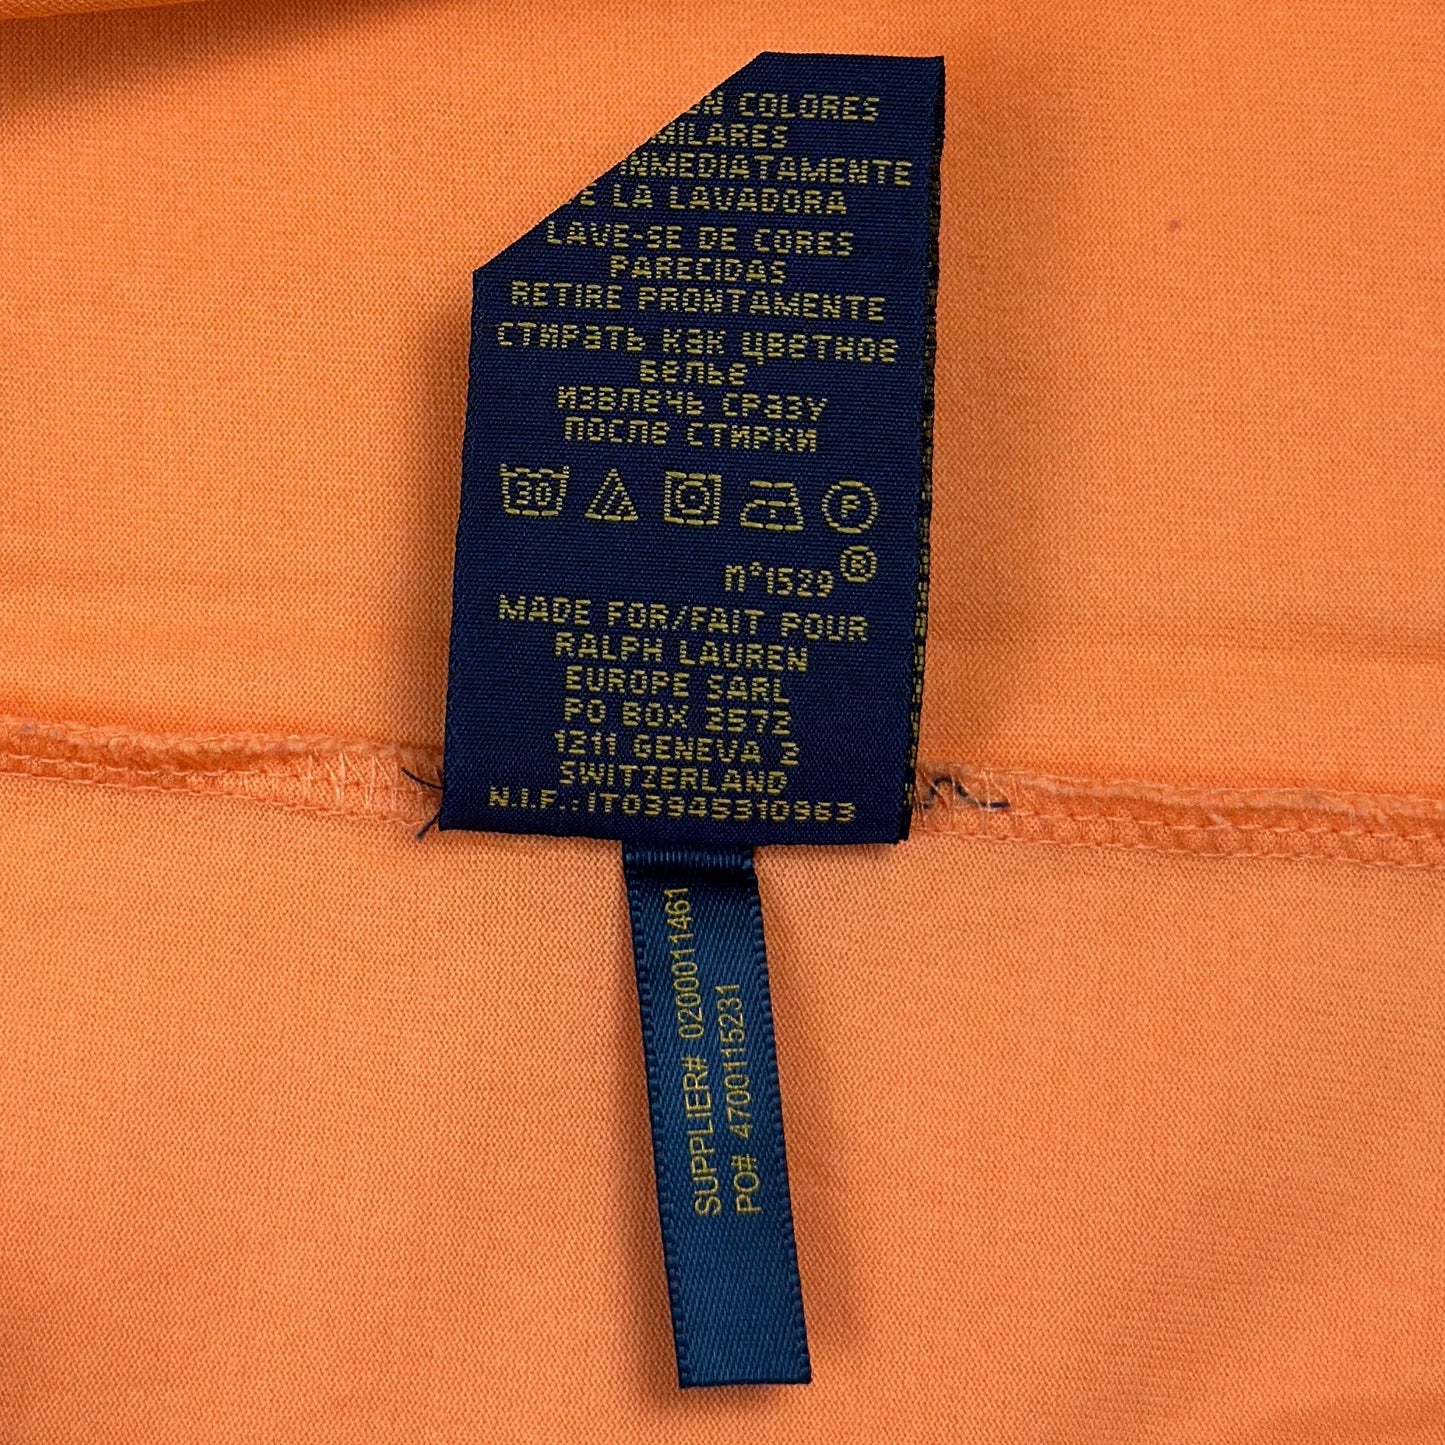 COLORES
INMEDIATAMENTE
LA LAVADORA
LAVE-SE DE CORES
PARECIDAS
RETIRE PRONTAMENTE
СТИРАТЬ КАК ЦВЕТНОЕ
БЕЛЬЕ
ИЗВЛЕЧЬ СРАЗУ
ПОСЛЕ СТИРКИ
30 P
n°1529 ®
MADE FOR/FAIT POUR
RALPH LAUREN
EUROPE SARL
PO BOX 2572
1211 GENEVA 2
SWITZERLAND
N.I.F.:IT03945310963
SUPPLIER# 0200011461
PO# 4700115231